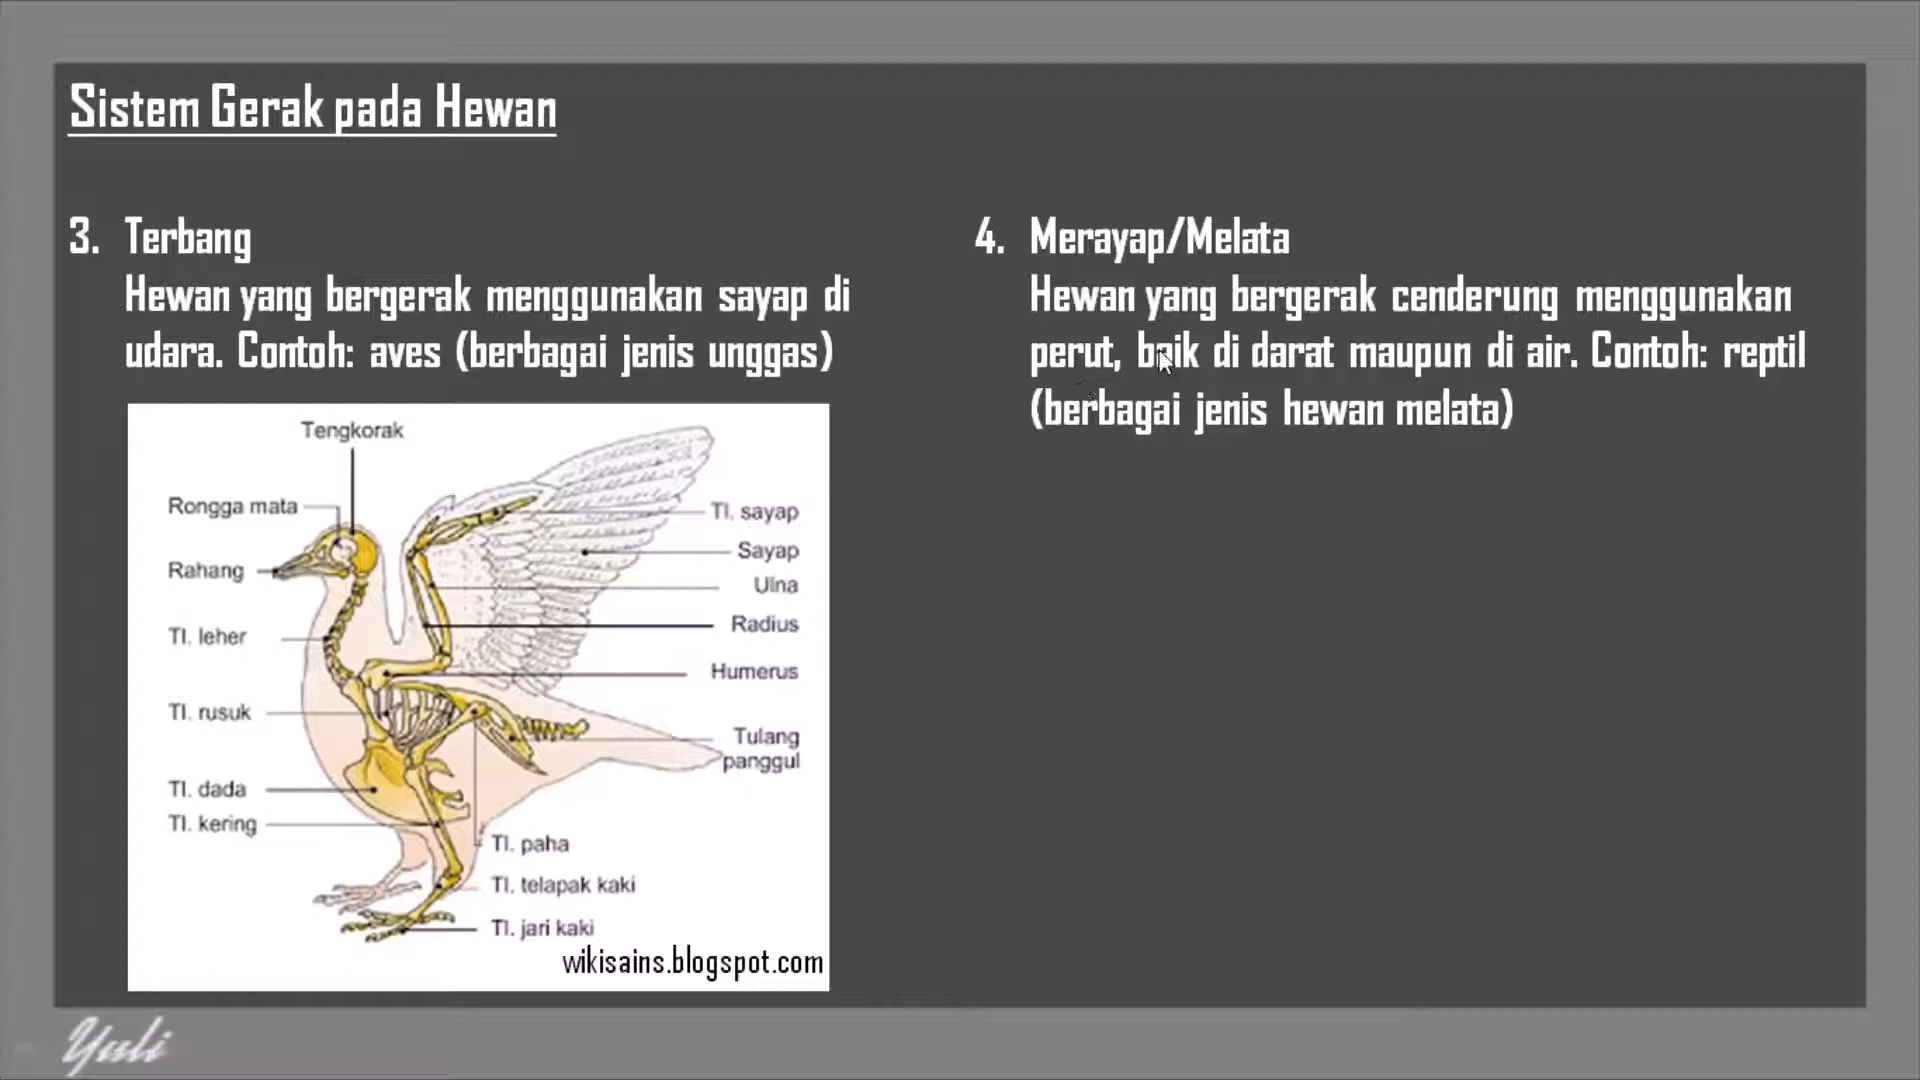 Sistem Gerak pada Hewan
3. Terbang
Hewan yang bergerak menggunakan sayap di
udara. Contoh: aves (berbagai jenis unggas)
Tengkorak
Rongga mata
Rahang
Tl. leher
Tl. rusuk
Tl. dada
Tl. kering
Tl. sayap
Sayap
Ulna
Radius
Humerus
Tulang
panggul
Tl. paha
Tl. telapak kaki
Tl. jari kaki
wikisains.blogspot.com
4. Merayap/Melata
Hewan yang bergerak cenderung menggunakan
perut, baik di darat maupun di air. Contoh: reptil
(berbagai jenis hewan melata)
Yuli